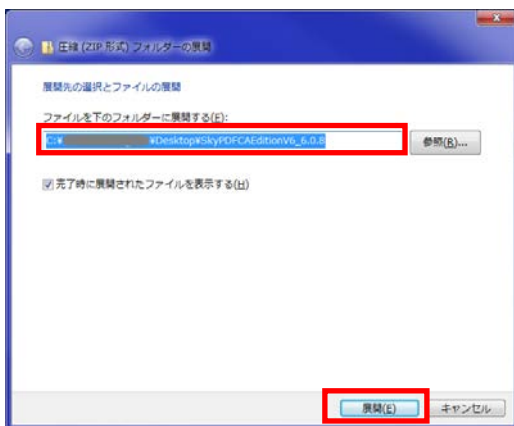 圧縮 (ZIP 形式) フォルダーの展開
展開先の選択とファイルの展開
ファイルを下のフォルダーに展開する(F):
C:¥ ¥Desktop¥SkyPDFCAEditionV6_6.0.8
参照(R)...
完了時に展開されたファイルを表示する(H)
展開(E)
キャンセル